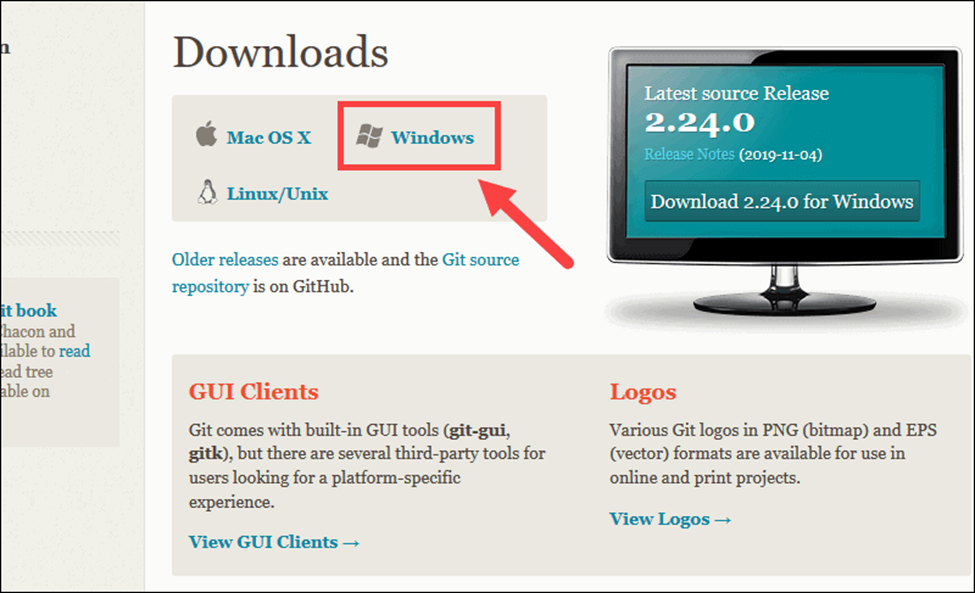 n
Downloads
Mac OS X
Windows
Linux/Unix
Older releases are available and the Git source
repository is on GitHub.
Latest source Release
2.24.0
Release Notes (2019-11-04)
Download 2.24.0 for Windows
it book
Chacon and
ilable to read
ead tree
able on
GUI Clients
Git comes with built-in GUI tools (git-gui,
gitk), but there are several third-party tools for
users looking for a platform-specific
experience.
View GUI Clients →
Logos
Various Git logos in PNG (bitmap) and EPS
(vector) formats are available for use in
online and print projects.
View Logos →